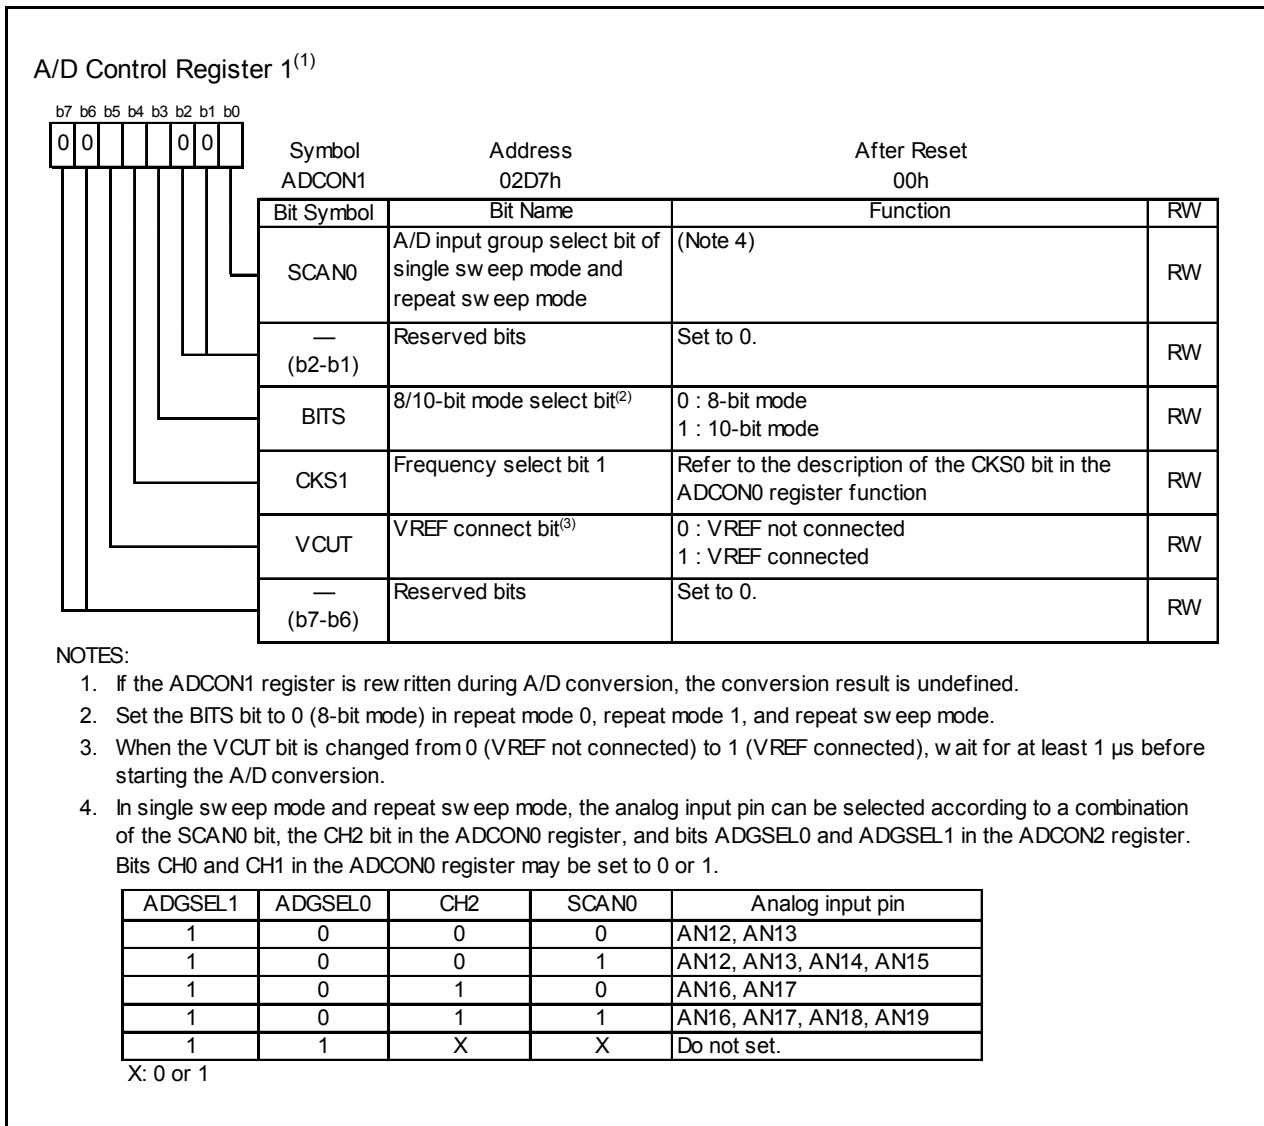 A/D Control Register 1(1)
b7 b6 b5 b4 b3 b2 b1 b0
0 0 0 0
Symbol Address After Reset
ADCON1 02D7h 00h
Bit Symbol Bit Name Function RW
SCAN0 A/D input group select bit of single sweep mode and repeat sweep mode (Note 4) RW
— (b2-b1) Reserved bits Set to 0. RW
BITS 8/10-bit mode select bit(2) 0 : 8-bit mode 1 : 10-bit mode RW
CKS1 Frequency select bit 1 Refer to the description of the CKS0 bit in the ADCON0 register function RW
VCUT VREF connect bit(3) 0 : VREF not connected 1 : VREF connected RW
— (b7-b6) Reserved bits Set to 0. RW
NOTES:
1. If the ADCON1 register is rewritten during A/D conversion, the conversion result is undefined.
2. Set the BITS bit to 0 (8-bit mode) in repeat mode 0, repeat mode 1, and repeat sweep mode.
3. When the VCUT bit is changed from 0 (VREF not connected) to 1 (VREF connected), wait for at least 1 µs before
starting the A/D conversion.
4. In single sweep mode and repeat sweep mode, the analog input pin can be selected according to a combination
of the SCAN0 bit, the CH2 bit in the ADCON0 register, and bits ADGSEL0 and ADGSEL1 in the ADCON2 register.
Bits CH0 and CH1 in the ADCON0 register may be set to 0 or 1.
ADGSEL1 ADGSEL0 CH2 SCAN0 Analog input pin
1 0 0 0 AN12, AN13
1 0 0 1 AN12, AN13, AN14, AN15
1 0 1 0 AN16, AN17
1 0 1 1 AN16, AN17, AN18, AN19
1 1 X X Do not set.
X: 0 or 1